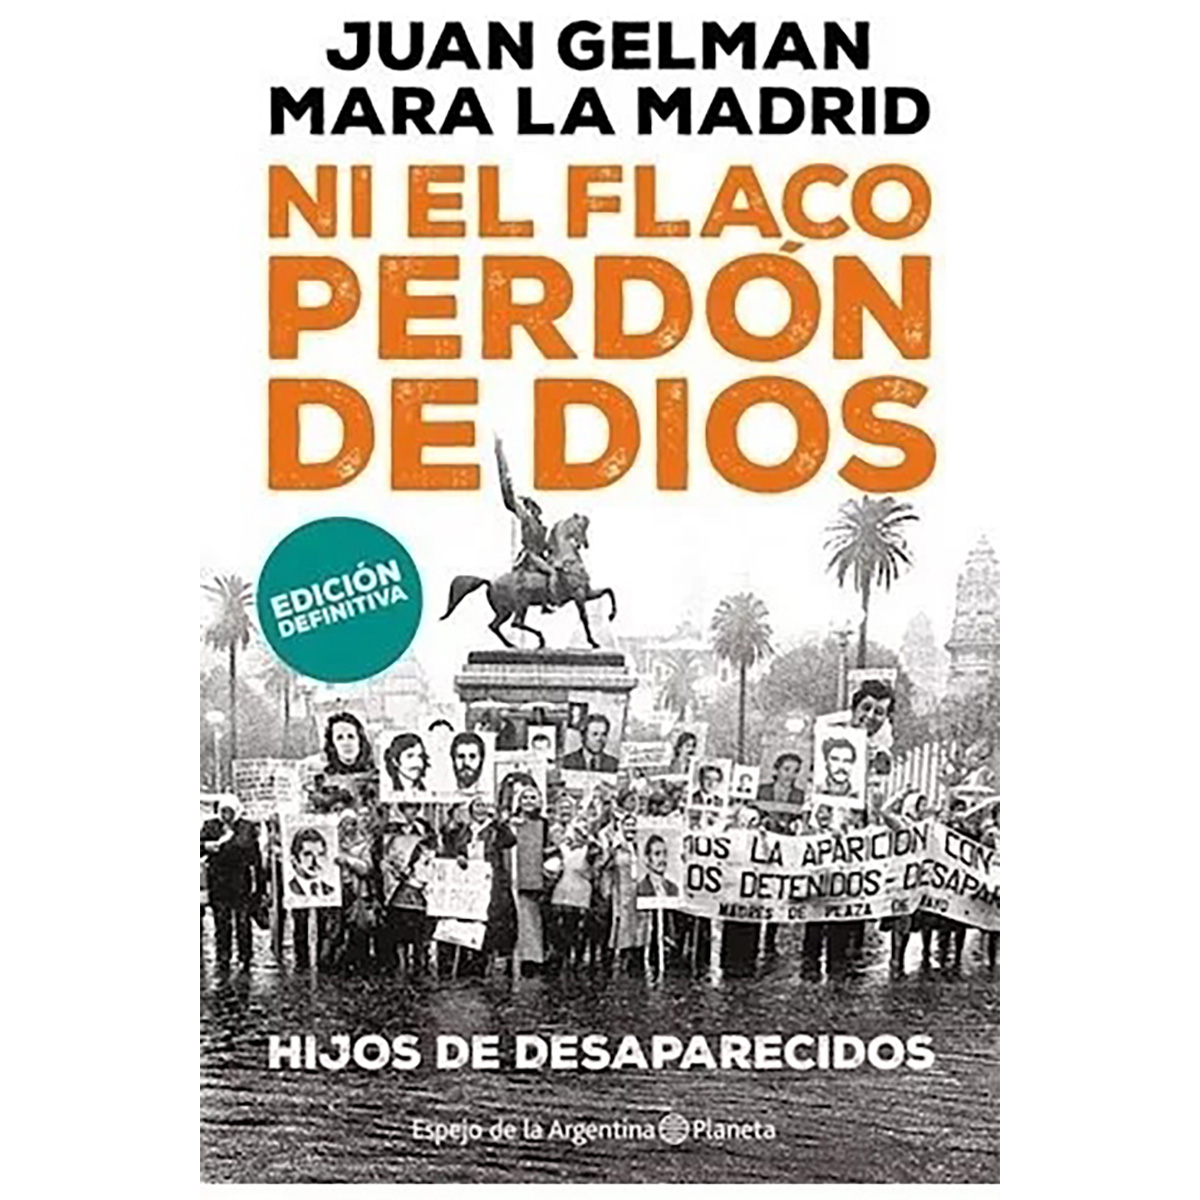 JUAN GELMAN
MARA LA MADRID
NI EL FLACO
PERDÓN
DE DIOS
EDICIÓN
DEFINITIVA
MOS LA APARICION CON
OS DETENIDOS-DESAPAR
MADRES DE PLAZA DE MAYO.
HIJOS DE DESAPARECIDOS
Espejo de la Argentina Planeta